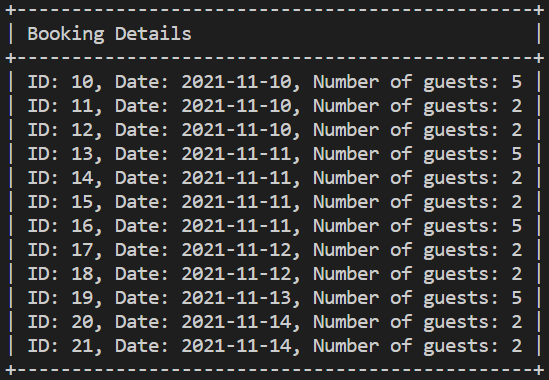 +-----------------------------------------------+
| Booking Details                               |
+-----------------------------------------------+
| ID: 10, Date: 2021-11-10, Number of guests: 5 |
| ID: 11, Date: 2021-11-10, Number of guests: 2 |
| ID: 12, Date: 2021-11-10, Number of guests: 2 |
| ID: 13, Date: 2021-11-11, Number of guests: 5 |
| ID: 14, Date: 2021-11-11, Number of guests: 2 |
| ID: 15, Date: 2021-11-11, Number of guests: 2 |
| ID: 16, Date: 2021-11-11, Number of guests: 5 |
| ID: 17, Date: 2021-11-12, Number of guests: 2 |
| ID: 18, Date: 2021-11-12, Number of guests: 2 |
| ID: 19, Date: 2021-11-13, Number of guests: 5 |
| ID: 20, Date: 2021-11-14, Number of guests: 2 |
| ID: 21, Date: 2021-11-14, Number of guests: 2 |
+-----------------------------------------------+